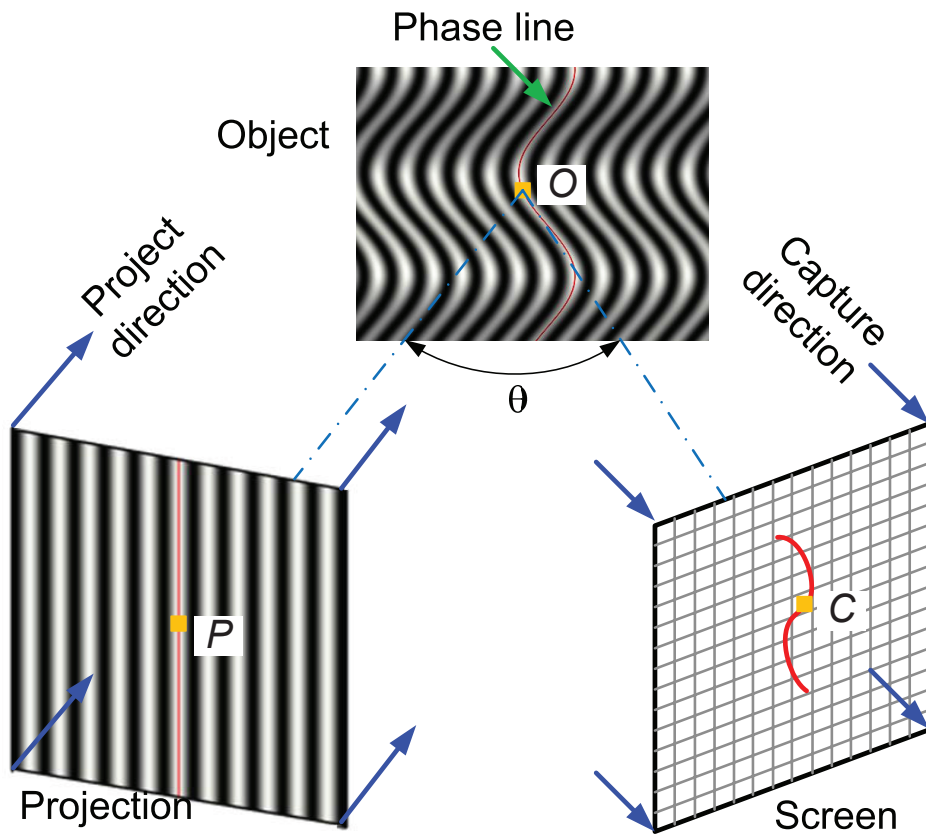 Phase line
Object
O
Project
direction
Capture
direction
θ
P
C
Projection
Screen